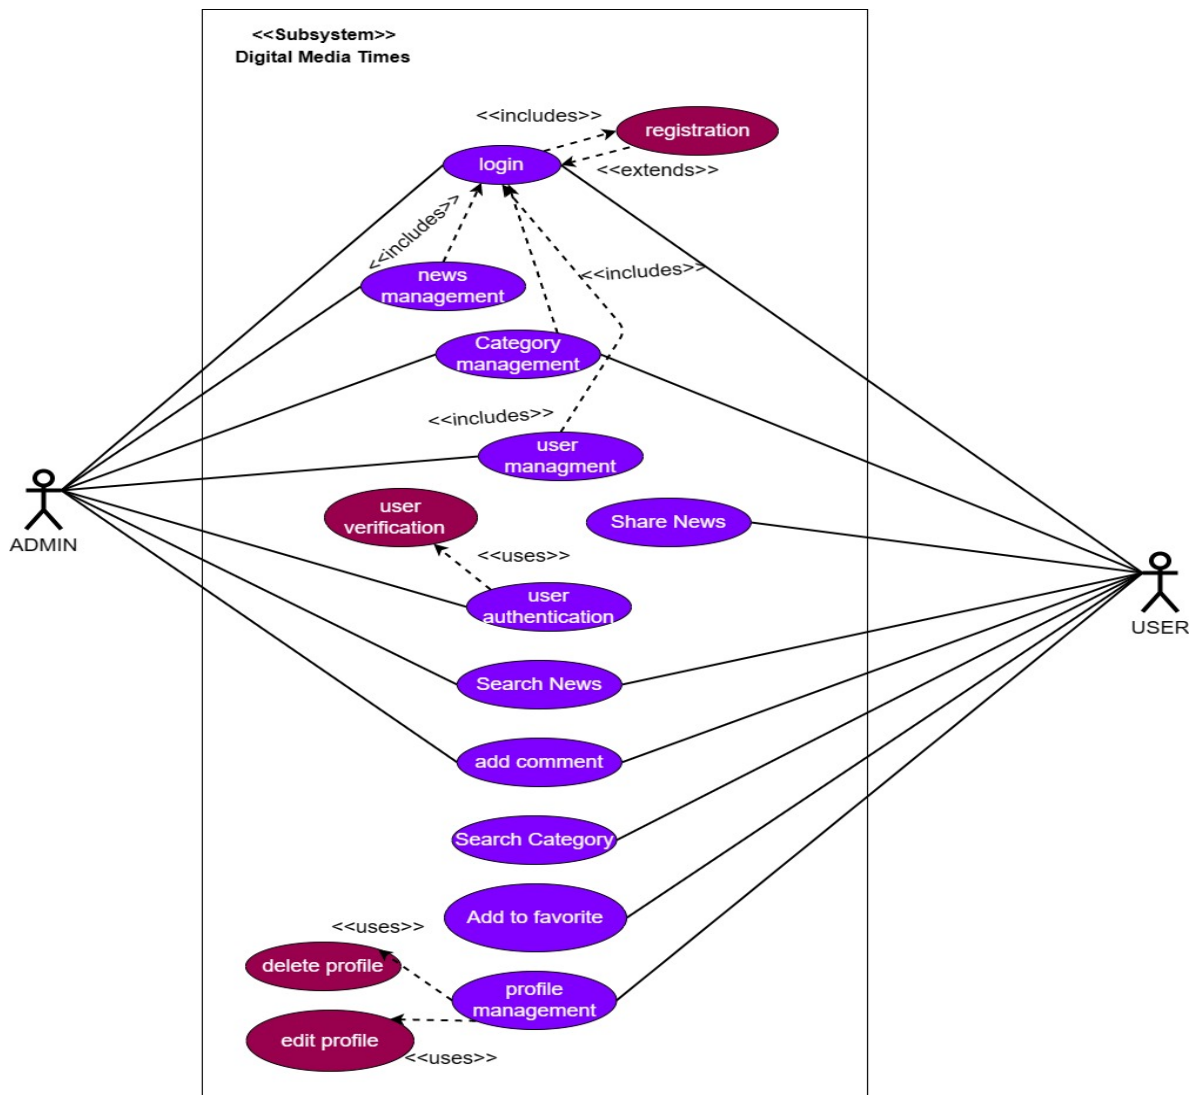 <<Subsystem>>
Digital Media Times
<<includes>>
registration
login
<<extends>>
<<includes>>
<<includes>>
news
management
Category
management
<<includes>>
user
managment
ADMIN
user
verification
Share News
<<uses>>
user
authentication
USER
Search News
add comment
Search Category
Add to favorite
<<uses>>
delete profile
profile
management
edit profile
<<uses>>